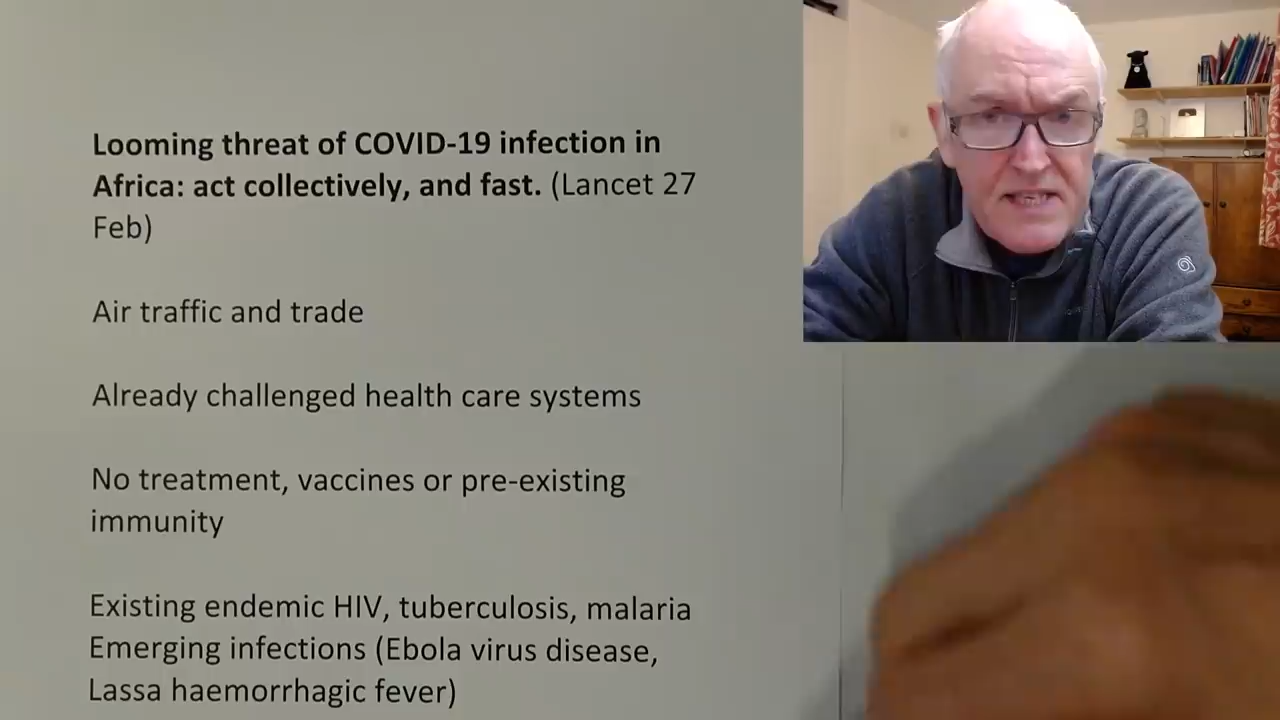 Looming threat of COVID-19 infection in
Africa: act collectively, and fast. (Lancet 27
Feb)
Air traffic and trade
Already challenged health care systems
No treatment, vaccines or pre-existing
immunity
Existing endemic HIV, tuberculosis, malaria
Emerging infections (Ebola virus disease,
Lassa haemorrhagic fever)